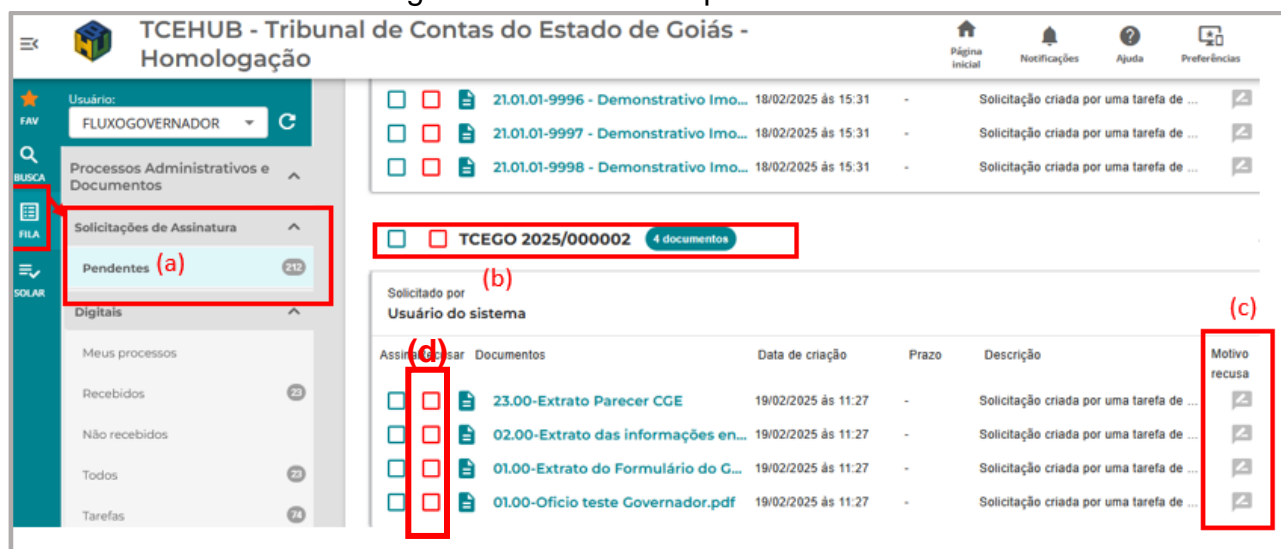 TCEHUB - Tribunal de Contas do Estado de Goiás -
Homologação
Página
inicial
Notificações
Ajuda
Preferências
FAV
BUSCA
FILA
SOLAR
Usuário:
FLUXOGOVERNADOR
Processos Administrativos e
Documentos
Solicitações de Assinatura
Pendentes (a) 212
Digitais
Meus processos
Recebidos 23
Não recebidos
Todos 23
Tarefas 74
21.01.01-9996 - Demonstrativo Imo... 18/02/2025 ás 15:31 - Solicitação criada por uma tarefa de ...
21.01.01-9997 - Demonstrativo Imo... 18/02/2025 ás 15:31 - Solicitação criada por uma tarefa de ...
21.01.01-9998 - Demonstrativo Imo... 18/02/2025 ás 15:31 - Solicitação criada por uma tarefa de ...
TCEGO 2025/000002 4 documentos
(b)
Solicitado por
Usuário do sistema
(c)
(d)
Documentos Data de criação Prazo Descrição Motivo
recusa
23.00-Extrato Parecer CGE 19/02/2025 ás 11:27 - Solicitação criada por uma tarefa de ...
02.00-Extrato das informações en... 19/02/2025 ás 11:27 - Solicitação criada por uma tarefa de ...
01.00-Extrato do Formulário do G... 19/02/2025 ás 11:27 - Solicitação criada por uma tarefa de ...
01.00-Oficio teste Governador.pdf 19/02/2025 ás 11:27 - Solicitação criada por uma tarefa de ...